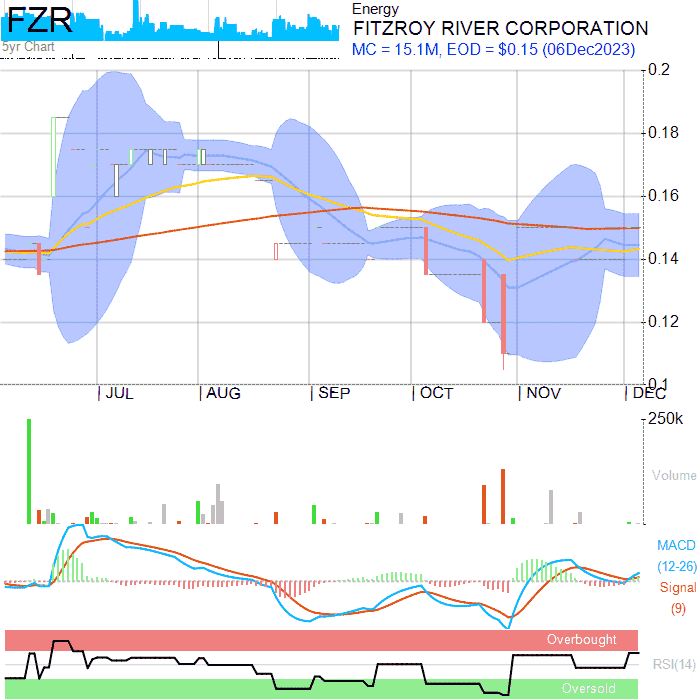 FZR
5yr Chart
Energy
FITZROY RIVER CORPORATION
MC = 15.1M, EOD = $0.15 (06Dec2023)
0.2
0.18
0.16
0.14
0.12
0.1
JUL AUG SEP OCT NOV DEC
250k
Volume
MACD
(12-26)
Signal
(9)
Overbought
RSI(14)
Oversold